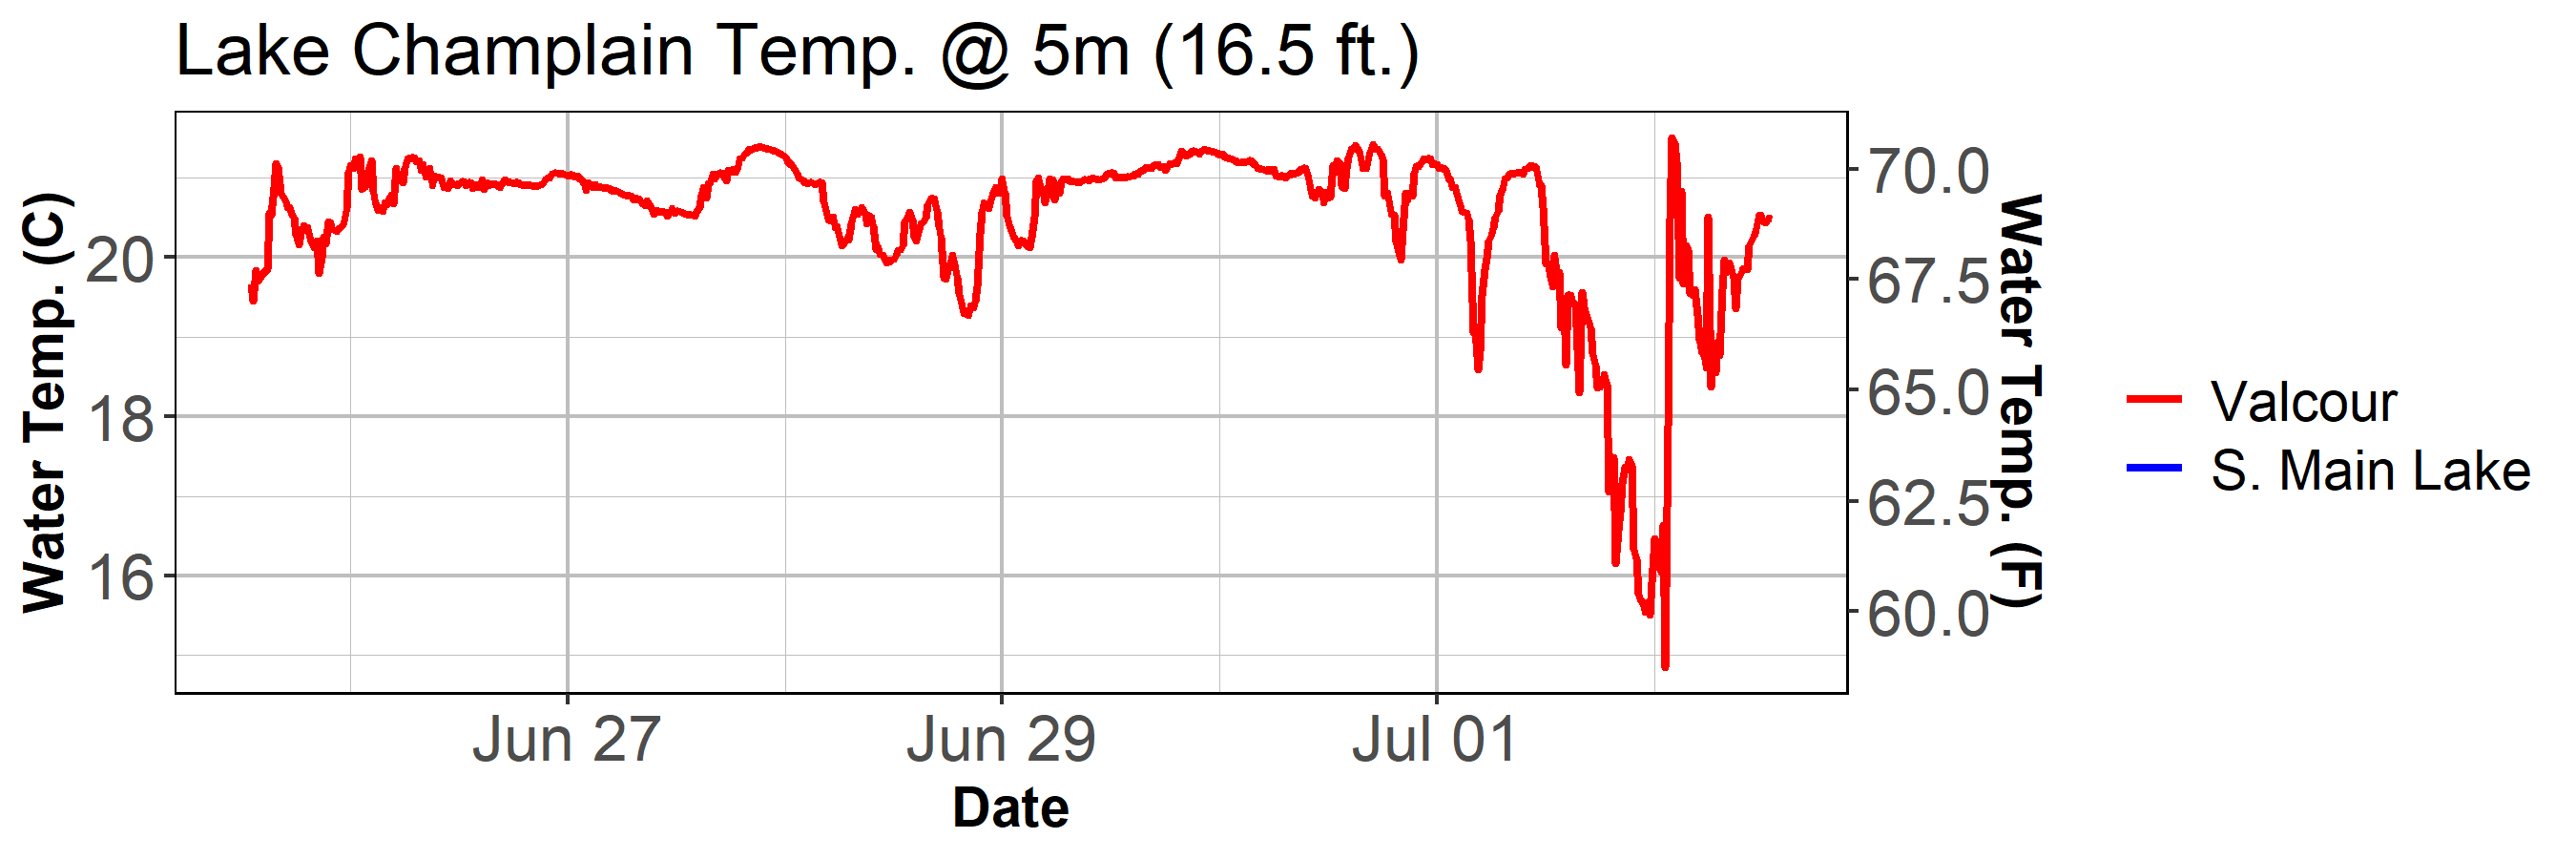 Lake Champlain Temp. @ 5m (16.5 ft.)
Water Temp. (C)
20
18
16
70.0
67.5
65.0
62.5
60.0
Water Temp. (F)
Jun 27
Jun 29
Jul 01
Date
Valcour
S. Main Lake